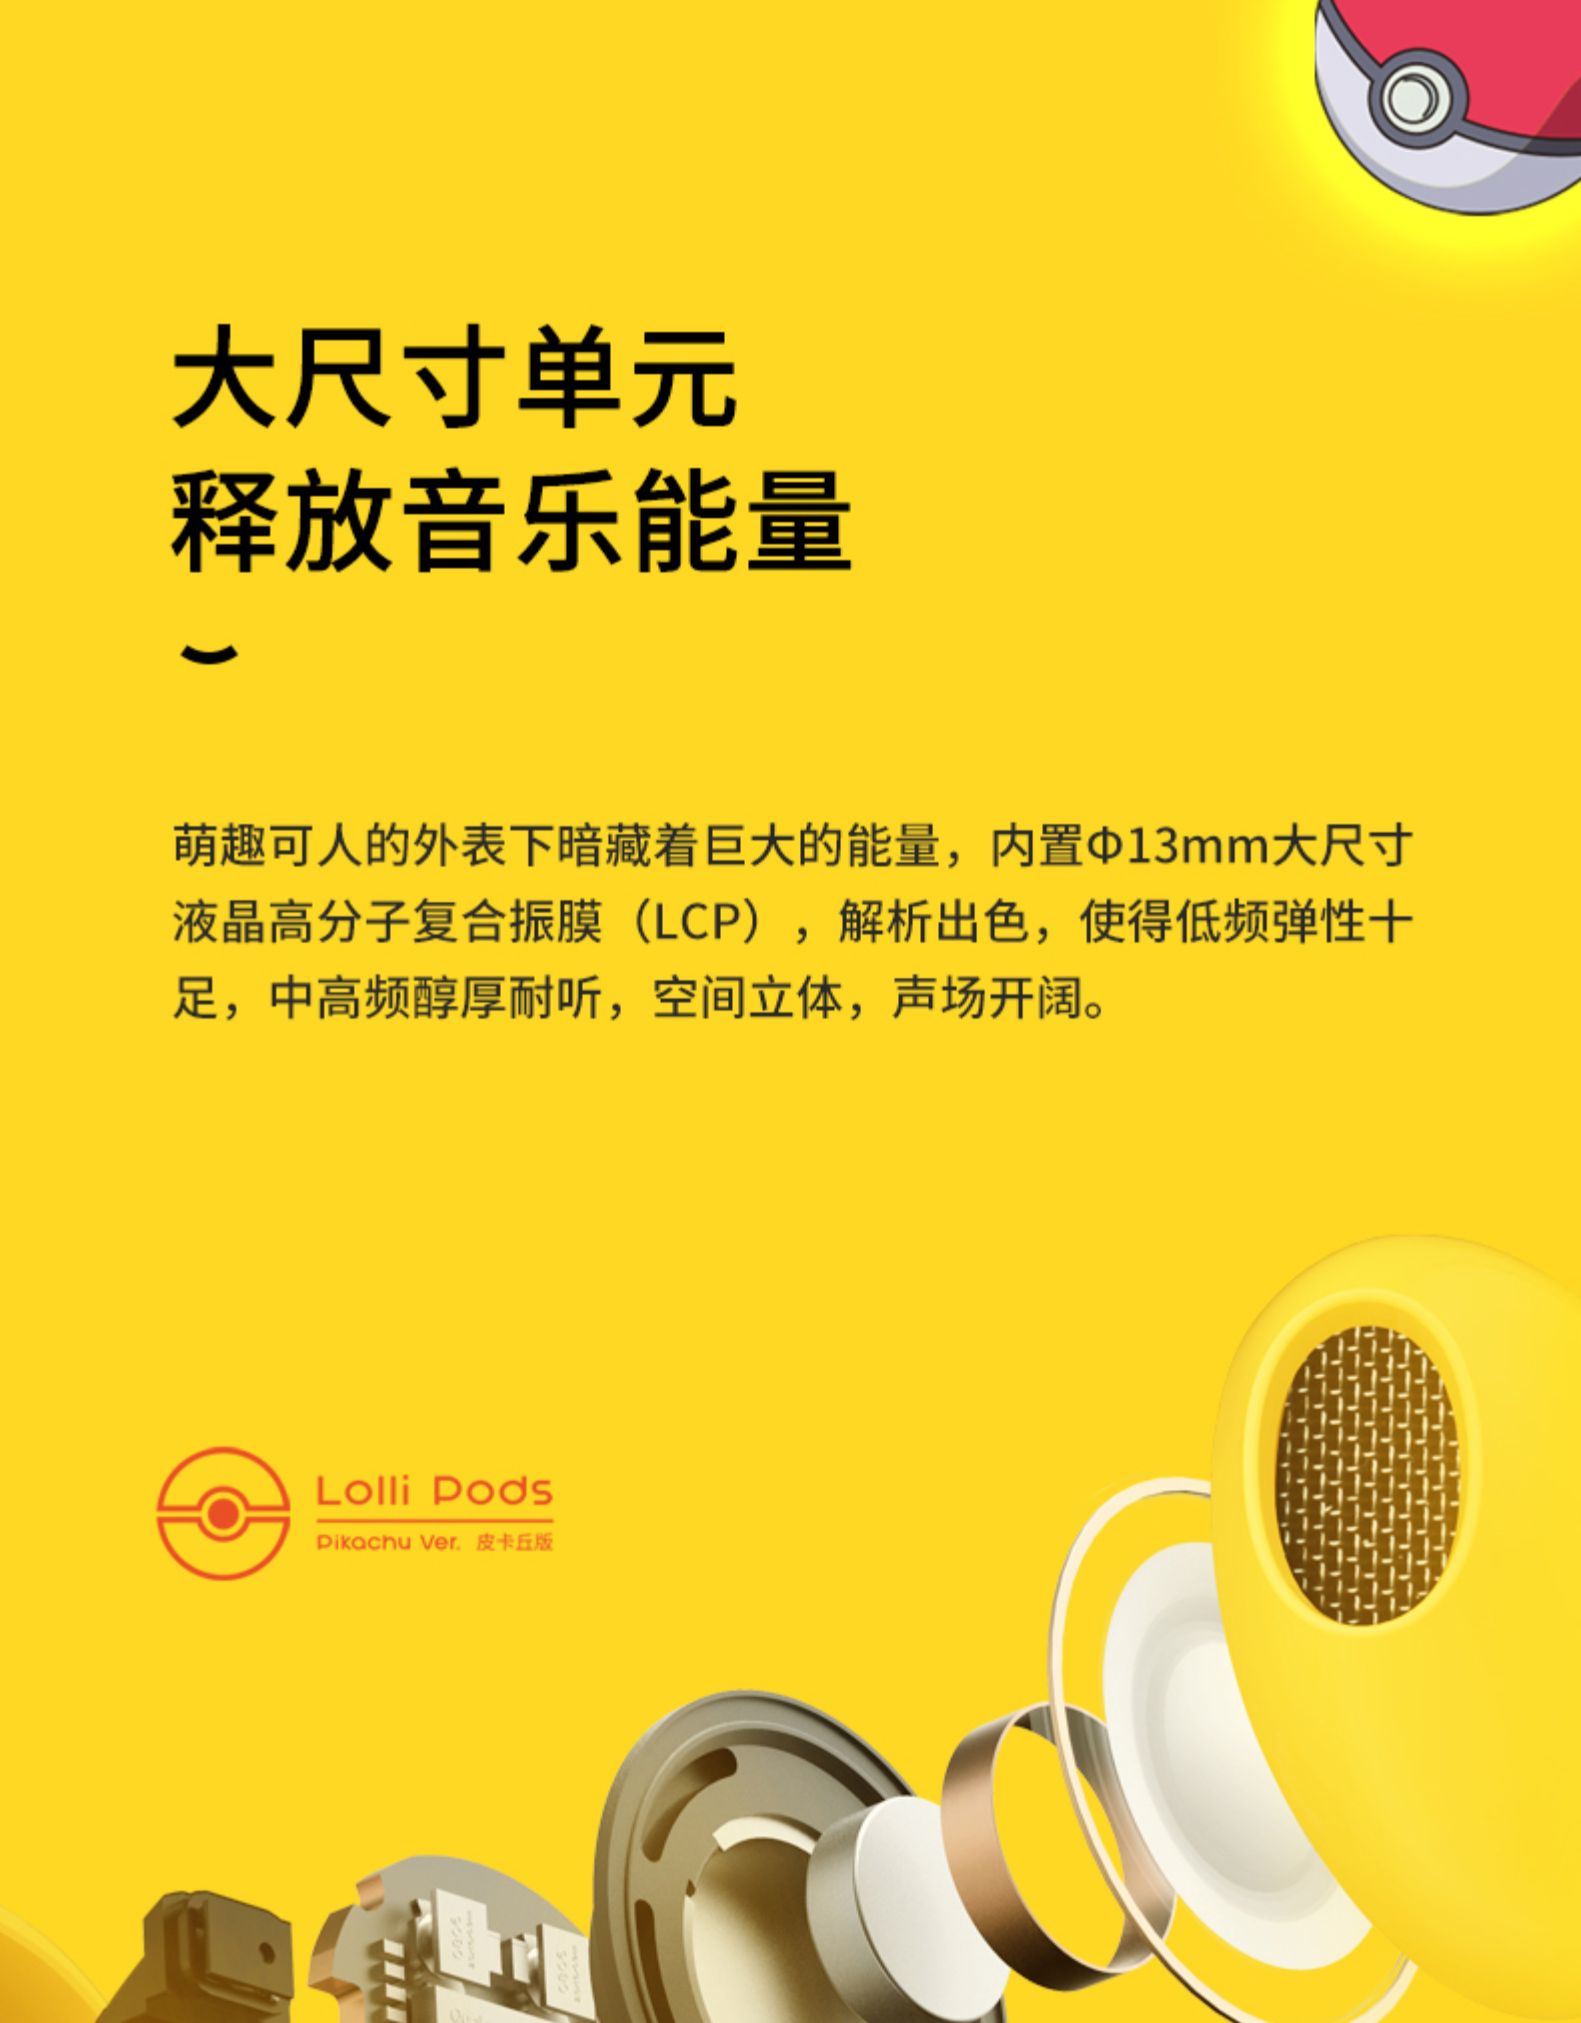 大尺寸单元
释放音乐能量
萌趣可人的外表下暗藏着巨大的能量，内置Φ13mm大尺寸
液晶高分子复合振膜（LCP），解析出色，使得低频弹性十
足，中高频醇厚耐听，空间立体，声场开阔。
Lolli Pods
Pikachu Ver. 皮卡丘版